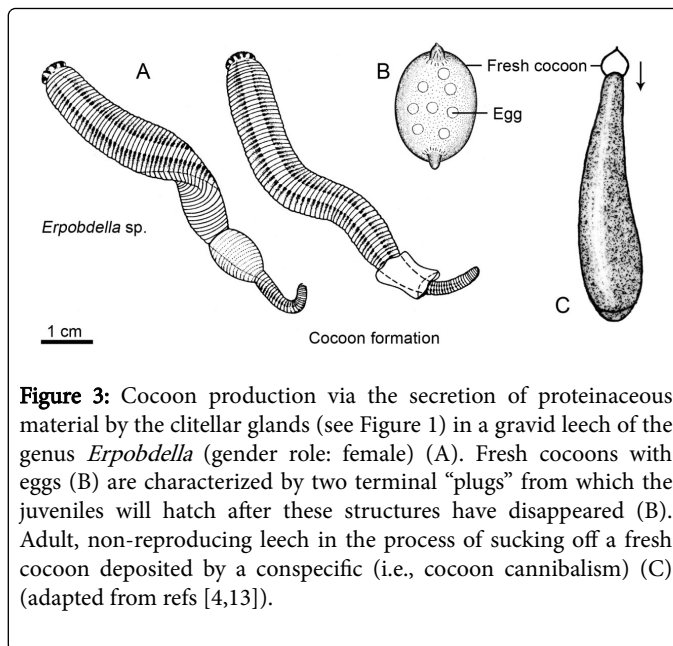 A
B
Fresh cocoon
Egg
Erpobdella sp.
C
1 cm
Cocoon formation
Figure 3: Cocoon production via the secretion of proteinaceous
material by the clitellar glands (see Figure 1) in a gravid leech of the
genus Erpobdella (gender role: female) (A). Fresh cocoons with
eggs (B) are characterized by two terminal “plugs” from which the
juveniles will hatch after these structures have disappeared (B).
Adult, non-reproducing leech in the process of sucking off a fresh
cocoon deposited by a conspecific (i.e., cocoon cannibalism) (C)
(adapted from refs [4,13]).